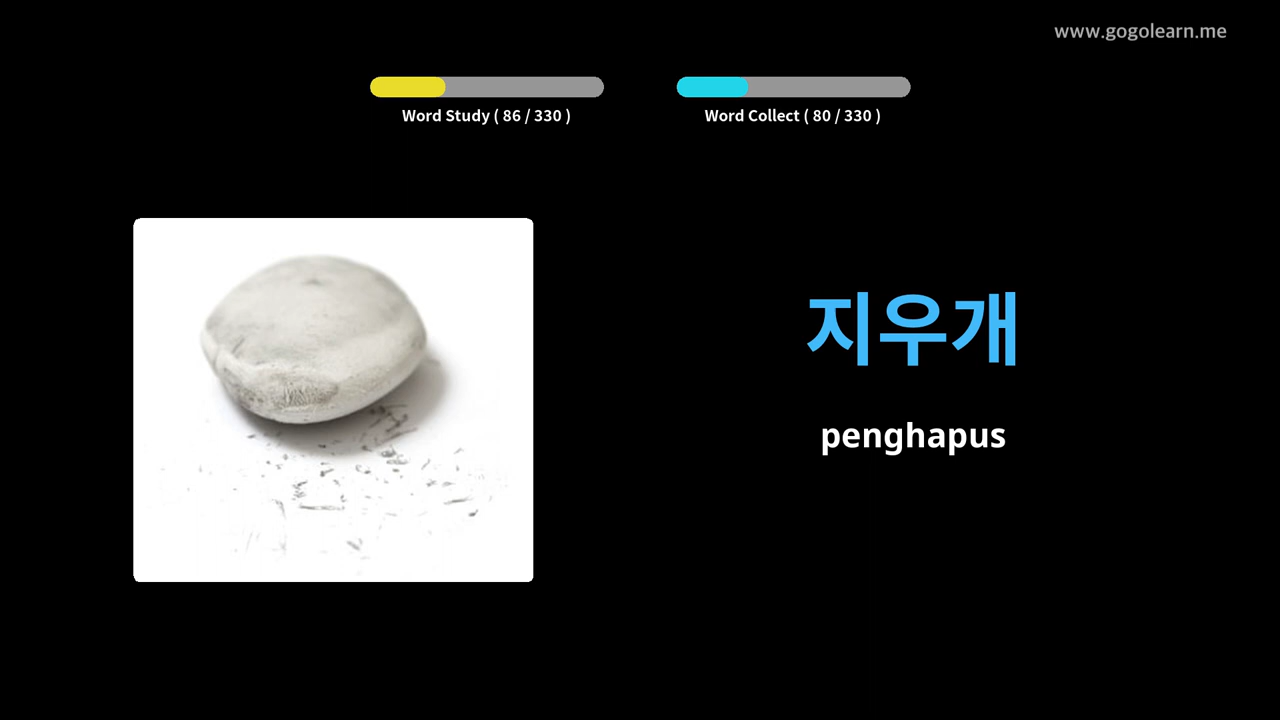 www.gogolearn.me
Word Study ( 86 / 330 )
Word Collect ( 80 / 330 )
지우개
penghapus